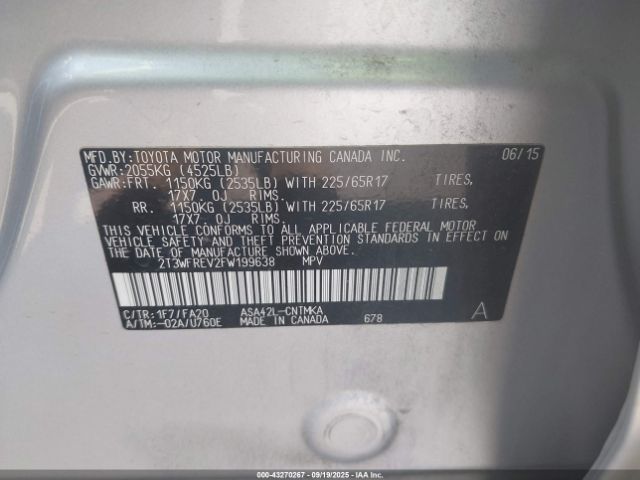 MFD.BY:TOYOTA MOTOR MANUFACTURING CANADA INC. 06/15
GVWR:2055KG (4525LB)
GAWR:FRT. 1150KG (2535LB) WITH 225/65R17 TIRES,
17X7. 0J RIMS.
RR. 1150KG (2535LB) WITH 225/65R17 TIRES,
17X7. 0J RIMS.
THIS VEHICLE CONFORMS TO ALL APPLICABLE FEDERAL MOTOR
VEHICLE SAFETY AND THEFT PREVENTION STANDARDS IN EFFECT ON
THE DATE OF MANUFACTURE SHOWN ABOVE.
2T3WFREV2FW199638 MPV
C/TR:1F7/FA20 ASA42L-CNTMKA
A/TM:-02A/U760E MADE IN CANADA 678 A
000-43270267 - 09/19/2025 - IAA Inc.